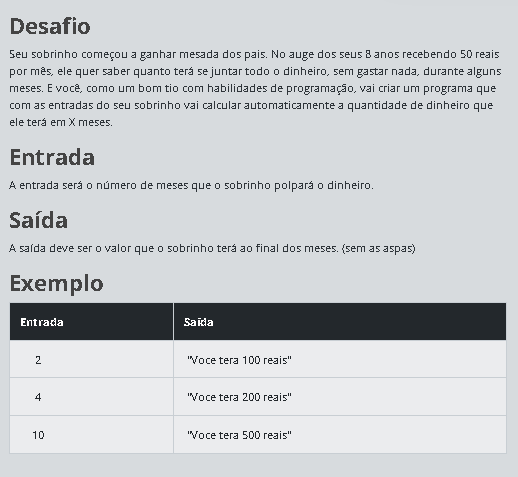 Desafio
Seu sobrinho começou a ganhar mesada dos pais. No auge dos seus 8 anos recebendo 50 reais
por mês, ele quer saber quanto terá se juntar todo o dinheiro, sem gastar nada, durante alguns
meses. E você, como um bom tio com habilidades de programação, vai criar um programa que
com as entradas do seu sobrinho vai calcular automaticamente a quantidade de dinheiro que
ele terá em X meses.
Entrada
A entrada será o número de meses que o sobrinho polpará o dinheiro.
Saída
A saída deve ser o valor que o sobrinho terá ao final dos meses. (sem as aspas)
Exemplo
Entrada Saída
2 "Voce tera 100 reais"
4 "Voce tera 200 reais"
10 "Voce tera 500 reais"